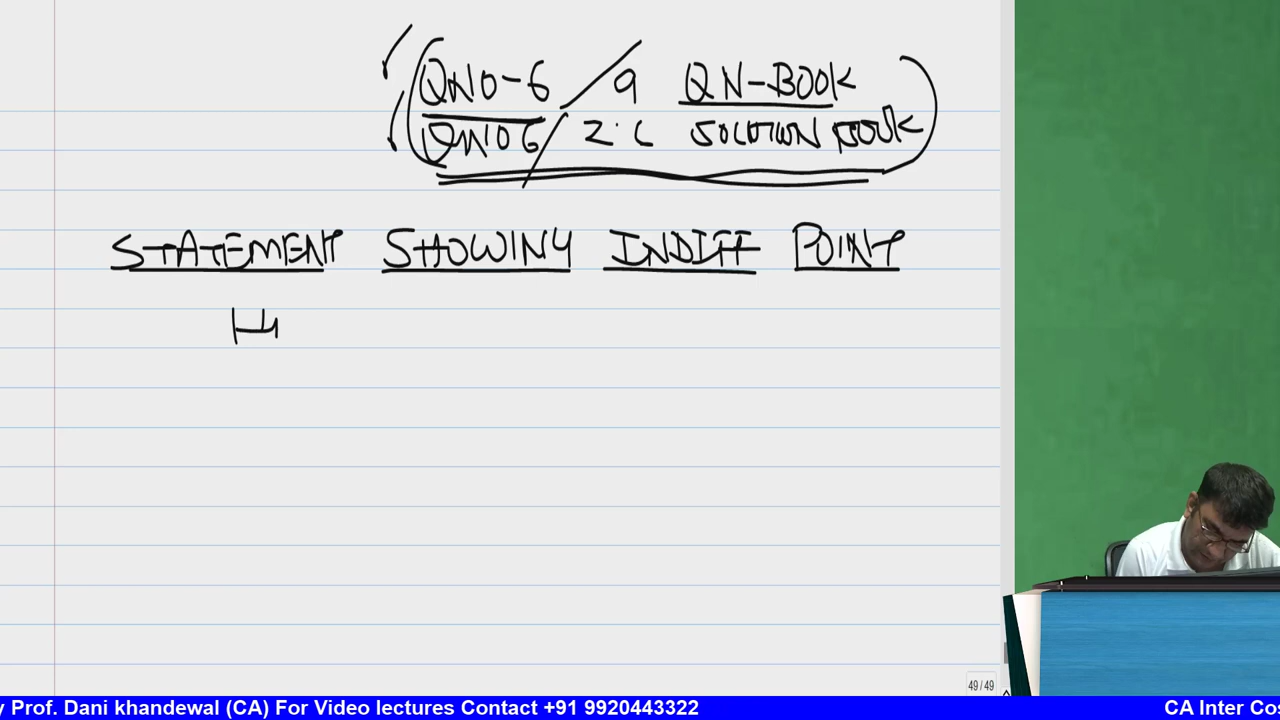 QNO-6 / 9 QN-BOOK
QNO6 / 2.6 SOLUTION BOOK
STATEMENT SHOWING INDIFF POINT
49/49
y Prof. Dani khandewal (CA) For Video lectures Contact +91 9920443322
CA Inter Cos